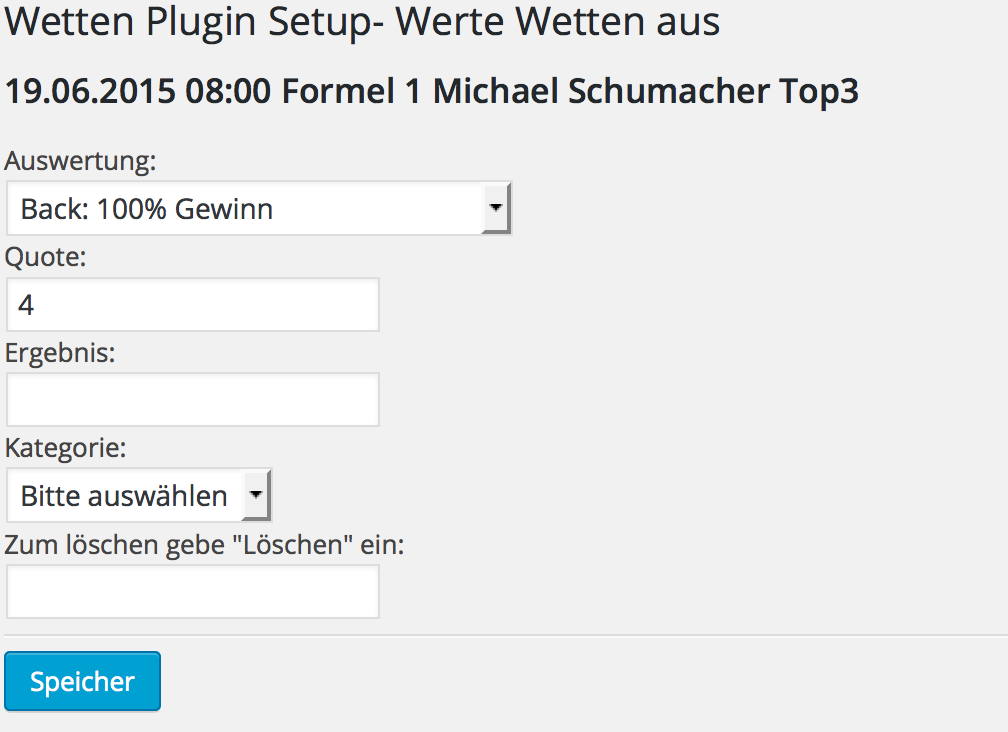 Wetten Plugin Setup- Werte Wetten aus
19.06.2015 08:00 Formel 1 Michael Schumacher Top3
Auswertung:
Back: 100% Gewinn
Quote:
4
Ergebnis:
Kategorie:
Bitte auswählen
Zum löschen gebe "Löschen" ein:
Speicher